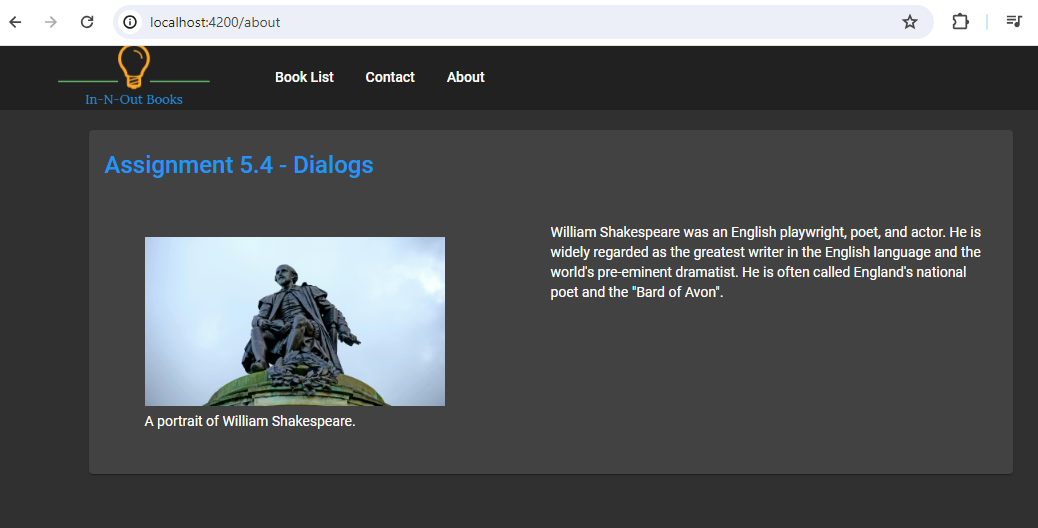 localhost:4200/about
In-N-Out Books
Book List Contact About
Assignment 5.4 - Dialogs
William Shakespeare was an English playwright, poet, and actor. He is
widely regarded as the greatest writer in the English language and the
world's pre-eminent dramatist. He is often called England's national
poet and the "Bard of Avon".
A portrait of William Shakespeare.